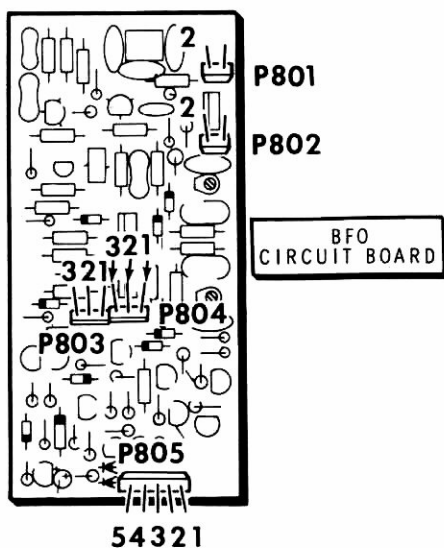 2
P801
2
P802
BFO
CIRCUIT BOARD
321
321
P804
P803
P805
54321